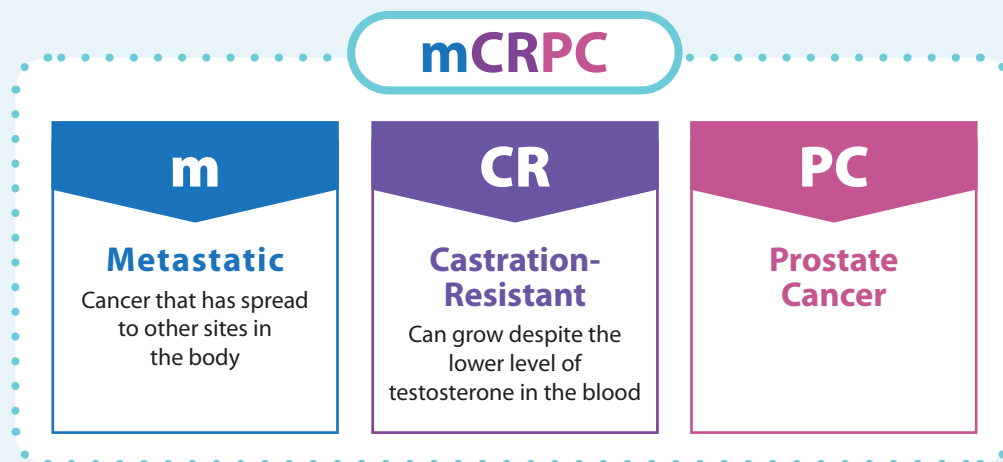 mCRPC
m
Metastatic
Cancer that has spread
to other sites in
the body
CR
Castration-
Resistant
Can grow despite the
lower level of
testosterone in the blood
PC
Prostate
Cancer